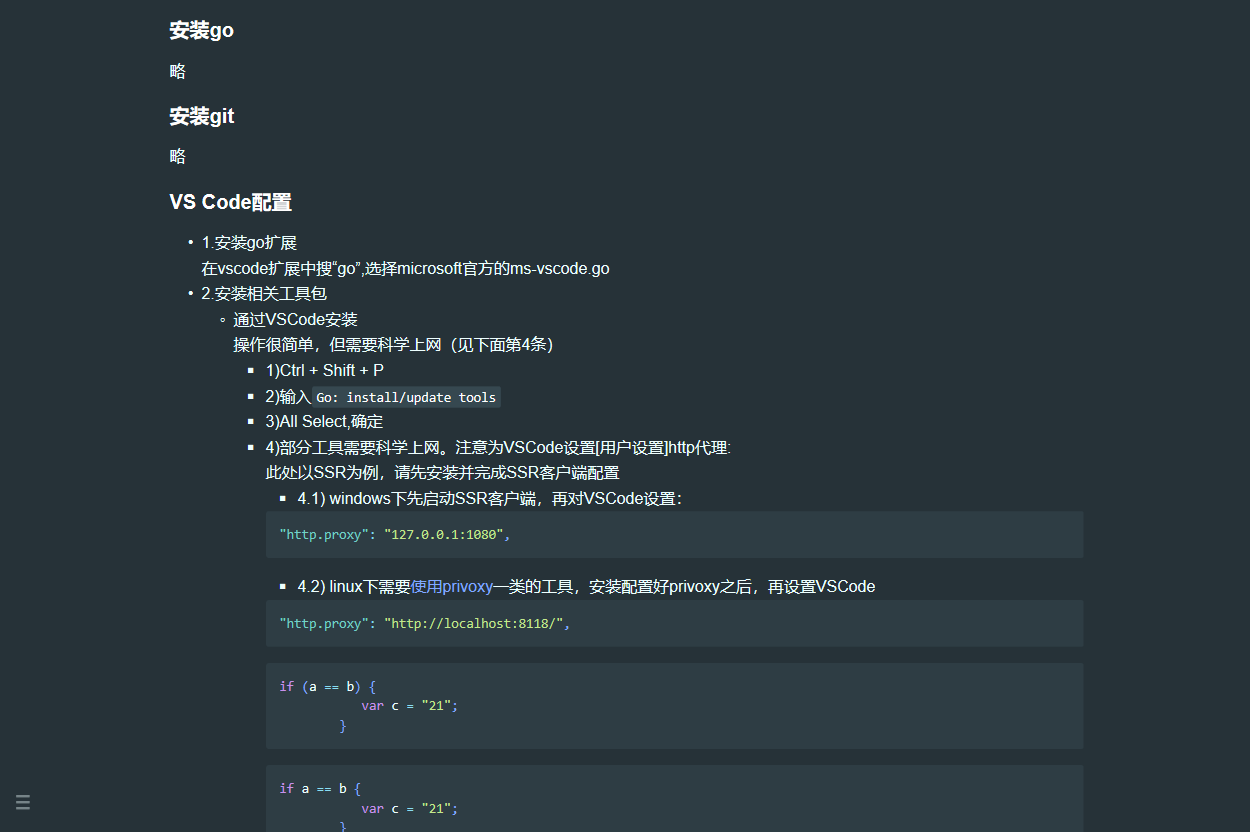 安装go
略
安装git
略
VS Code配置
• 1.安装go扩展
在vscode扩展中搜“go”,选择microsoft官方的ms-vscode.go
• 2.安装相关工具包
◦ 通过VSCode安装
操作很简单，但需要科学上网（见下面第4条）
▪ 1)Ctrl + Shift + P
▪ 2)输入 Go: install/update tools
▪ 3)All Select,确定
▪ 4)部分工具需要科学上网。注意为VSCode设置[用户设置]http代理:
此处以SSR为例，请先安装并完成SSR客户端配置
▪ 4.1) windows下先启动SSR客户端，再对VSCode设置：
"http.proxy": "127.0.0.1:1080",
▪ 4.2) linux下需要使用privoxy一类的工具，安装配置好privoxy之后，再设置VSCode
"http.proxy": "http://localhost:8118/",
if (a == b) {
var c = "21";
}
if a == b {
var c = "21";
}